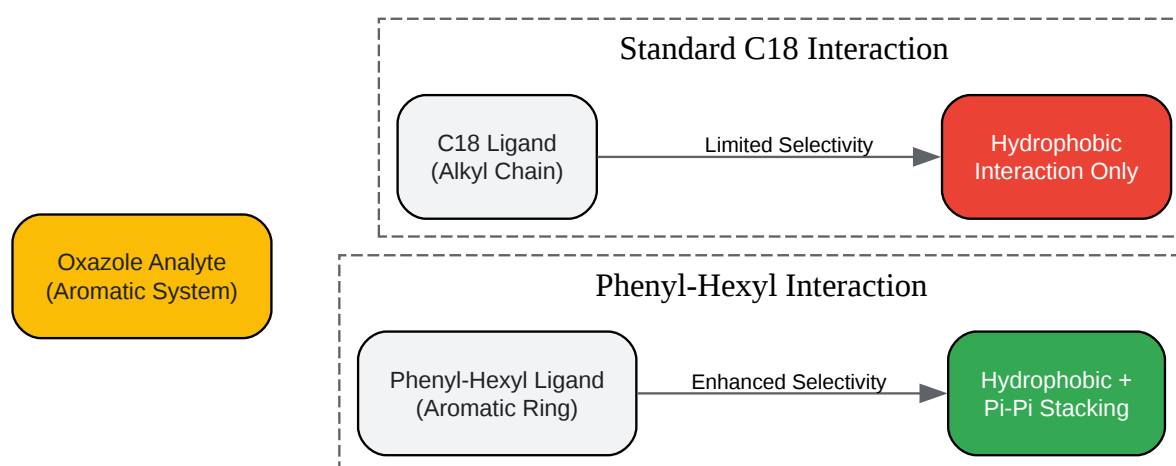 Standard C18 Interaction
C18 Ligand
(Alkyl Chain)
Limited Selectivity
Hydrophobic
Interaction Only
Oxazole Analyte
(Aromatic System)
Phenyl-Hexyl Interaction
Phenyl-Hexyl Ligand
(Aromatic Ring)
Enhanced Selectivity
Hydrophobic +
Pi-Pi Stacking